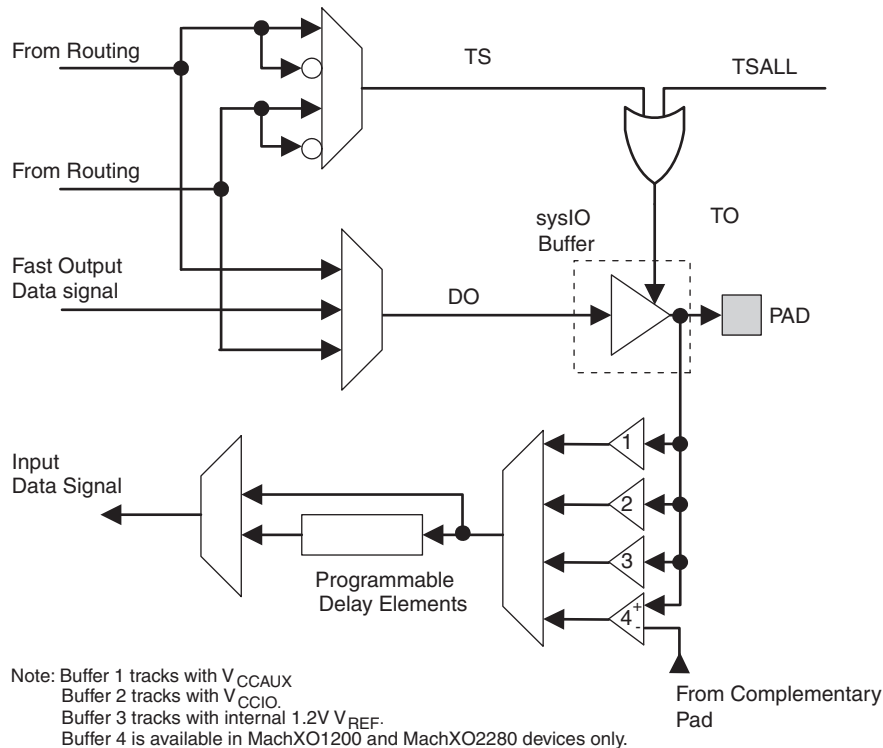 From Routing
TS
TSALL
From Routing
TO
sysIO
Buffer
Fast Output
Data signal
DO
PAD
Input
Data Signal
1
2
3
4
+
-
Programmable
Delay Elements
From Complementary
Pad
Note: Buffer 1 tracks with VCCAUX
Buffer 2 tracks with VCCIO.
Buffer 3 tracks with internal 1.2V VREF.
Buffer 4 is available in MachXO1200 and MachXO2280 devices only.